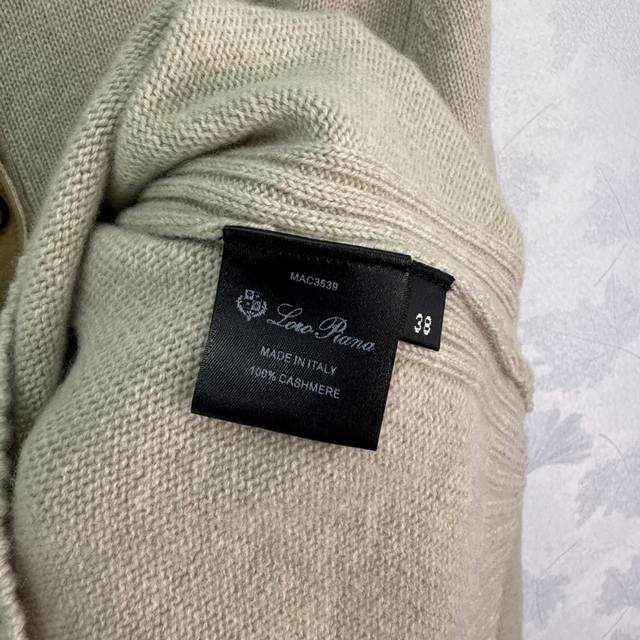 MAC3539
Loro Piana
MADE IN ITALY
100% CASHMERE
38